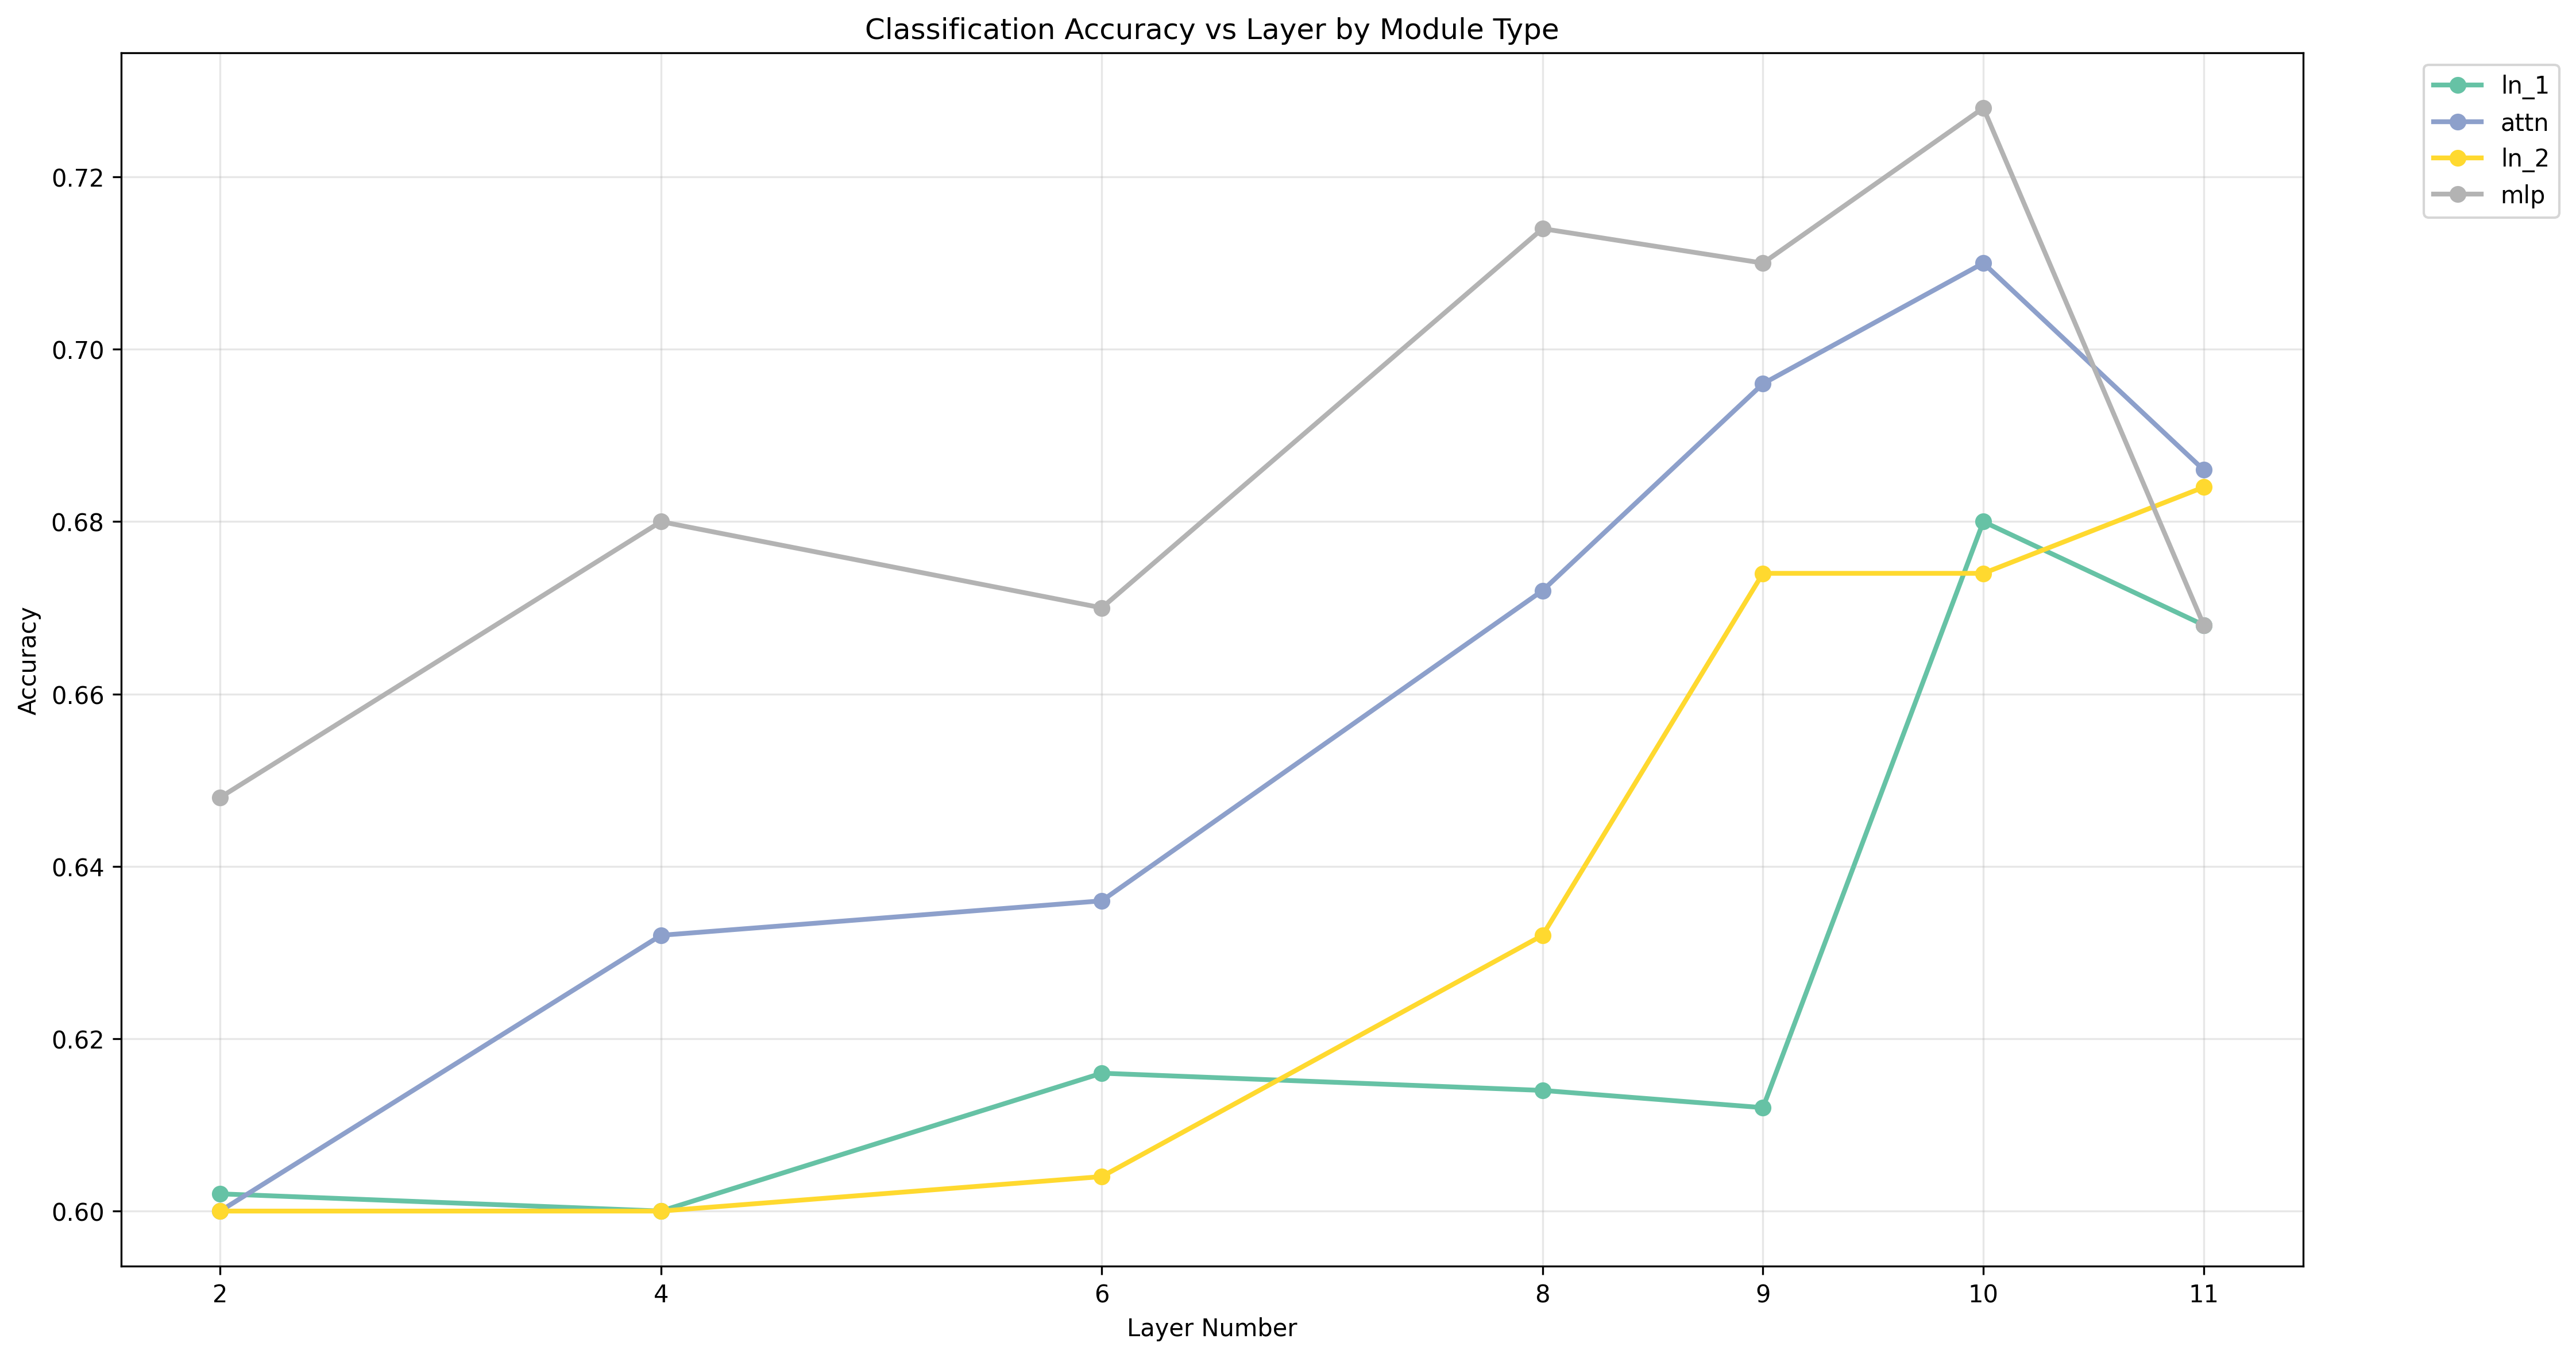 Classification Accuracy vs Layer by Module Type
ln_1
attn
ln_2
mlp
0.72
0.70
0.68
0.66
0.64
0.62
0.60
Accuracy
2 4 6 8 9 10 11
Layer Number